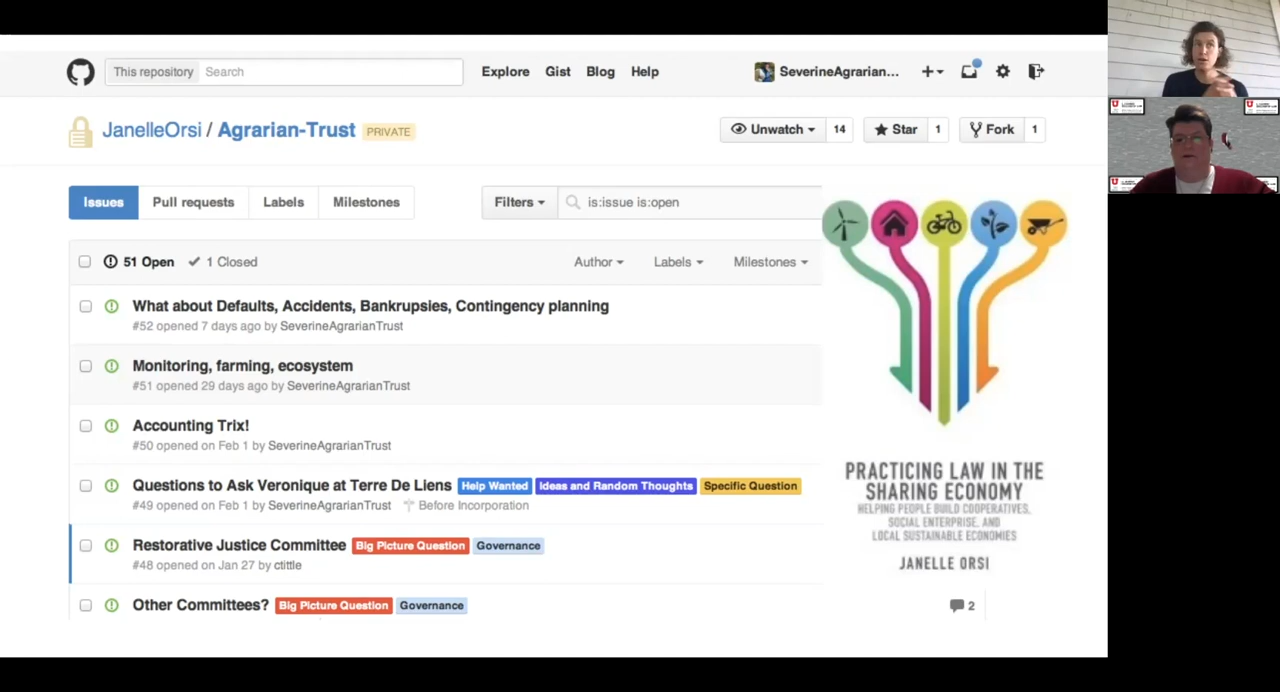 This repository Search
Explore Gist Blog Help
SeverineAgrarian...
JanelleOrsi / Agrarian-Trust PRIVATE
Unwatch 14
Star 1
Fork 1
Issues Pull requests Labels Milestones
Filters is:issue is:open
51 Open 1 Closed
Author Labels Milestones
What about Defaults, Accidents, Bankrupsies, Contingency planning
#52 opened 7 days ago by SeverineAgrarianTrust
Monitoring, farming, ecosystem
#51 opened 29 days ago by SeverineAgrarianTrust
Accounting Trix!
#50 opened on Feb 1 by SeverineAgrarianTrust
Questions to Ask Veronique at Terre De Liens Help Wanted Ideas and Random Thoughts Specific Question
#49 opened on Feb 1 by SeverineAgrarianTrust Before Incorporation
Restorative Justice Committee Big Picture Question Governance
#48 opened on Jan 27 by ctittle
Other Committees? Big Picture Question Governance
2
PRACTICING LAW IN THE
SHARING ECONOMY
HELPING PEOPLE BUILD COOPERATIVES,
SOCIAL ENTERPRISE, AND
LOCAL SUSTAINABLE ECONOMIES
JANELLE ORSI